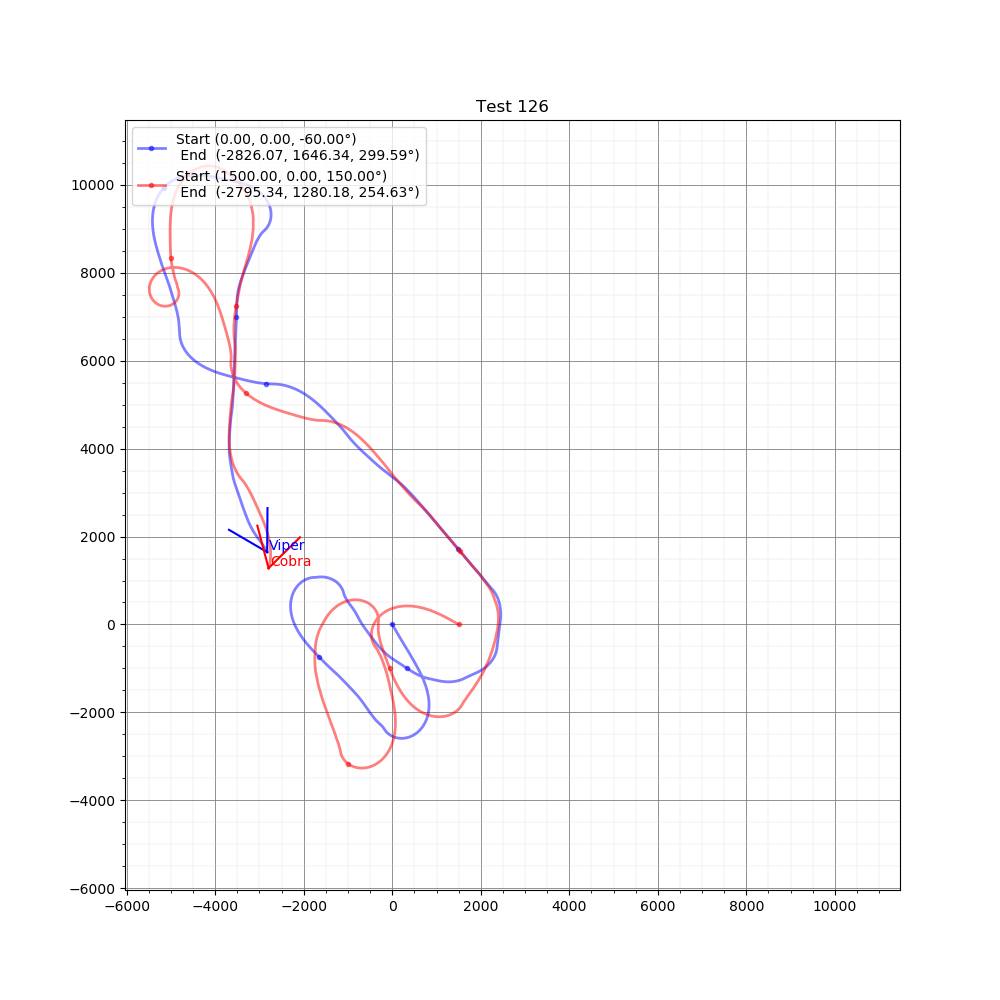 Test 126
Start (0.00, 0.00, -60.00°)
End (-2826.07, 1646.34, 299.59°)
Start (1500.00, 0.00, 150.00°)
End (-2795.34, 1280.18, 254.63°)
10000
8000
6000
4000
2000
0
−2000
−4000
−6000
Viper
Cobra
−6000 −4000 −2000 0 2000 4000 6000 8000 10000